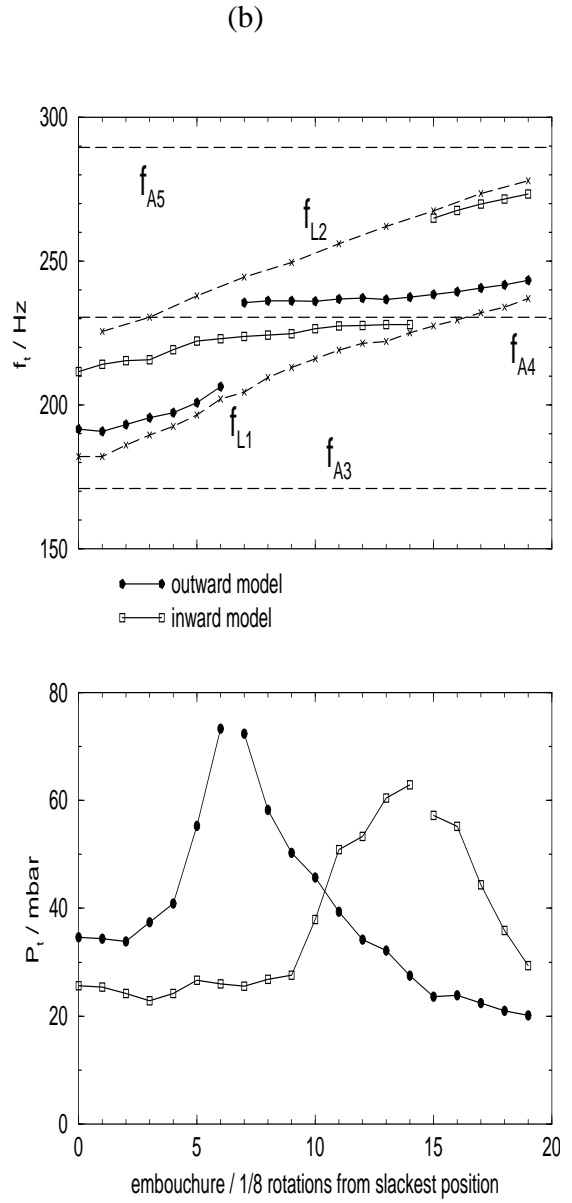 (b)
300
f_A5
f_L2
250
f_t / Hz
f_A4
200
f_L1
f_A3
150
outward model
inward model
80
60
P_t / mbar
40
20
0
0 5 10 15 20
embouchure / 1/8 rotations from slackest position